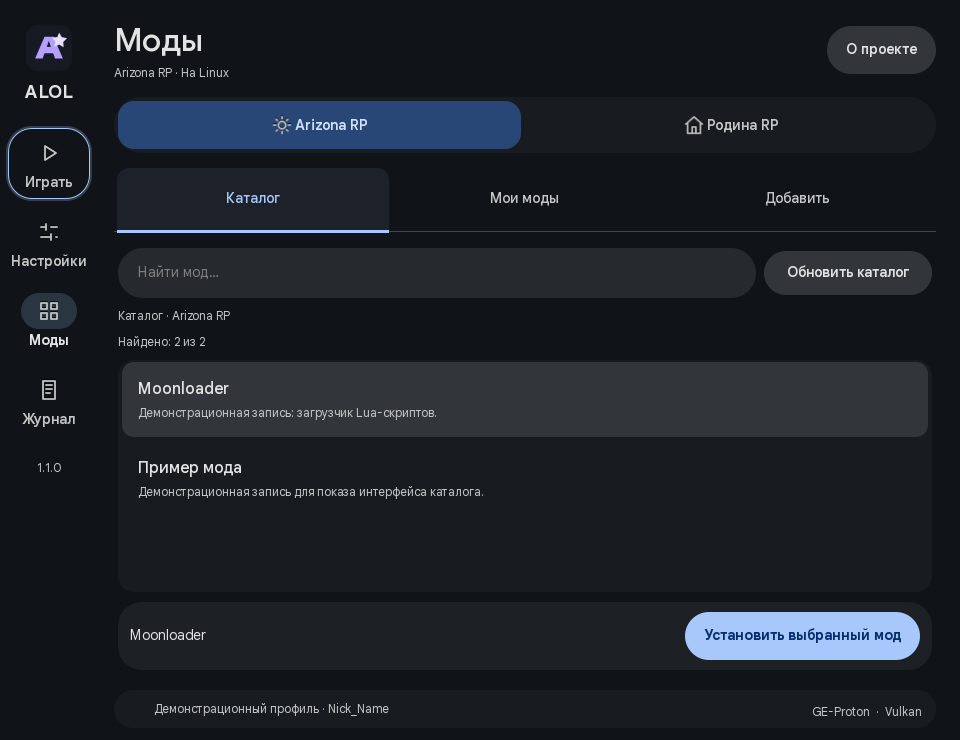 ALOL
Играть
Настройки
Моды
Журнал
1.1.0
Моды
Arizona RP · На Linux
О проекте
Arizona RP
Родина RP
Каталог
Мои моды
Добавить
Найти мод...
Обновить каталог
Каталог · Arizona RP
Найдено: 2 из 2
Moonloader
Демонстрационная запись: загрузчик Lua-скриптов.
Пример мода
Демонстрационная запись для показа интерфейса каталога.
Moonloader
Установить выбранный мод
Демонстрационный профиль · Nick_Name
GE-Proton · Vulkan